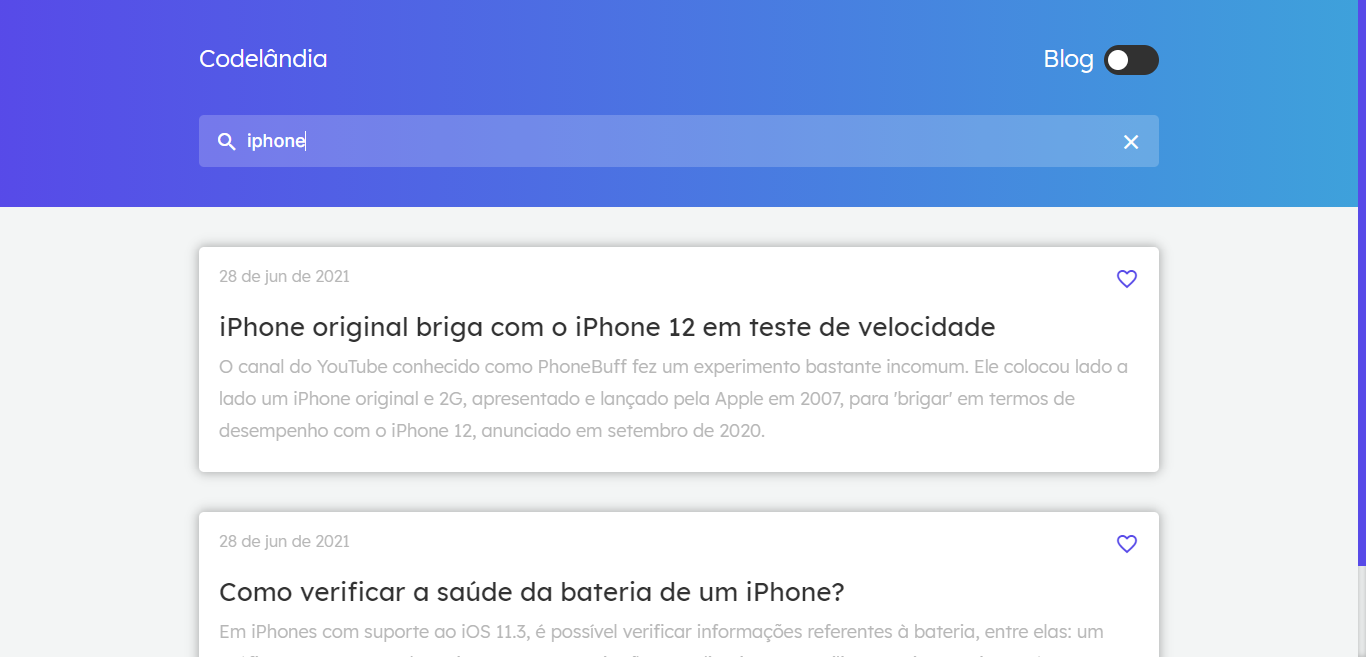 Codelândia
Blog
iphone
28 de jun de 2021
iPhone original briga com o iPhone 12 em teste de velocidade
O canal do YouTube conhecido como PhoneBuff fez um experimento bastante incomum. Ele colocou lado a
lado um iPhone original e 2G, apresentado e lançado pela Apple em 2007, para 'brigar' em termos de
desempenho com o iPhone 12, anunciado em setembro de 2020.
28 de jun de 2021
Como verificar a saúde da bateria de um iPhone?
Em iPhones com suporte ao iOS 11.3, é possível verificar informações referentes à bateria, entre elas: um